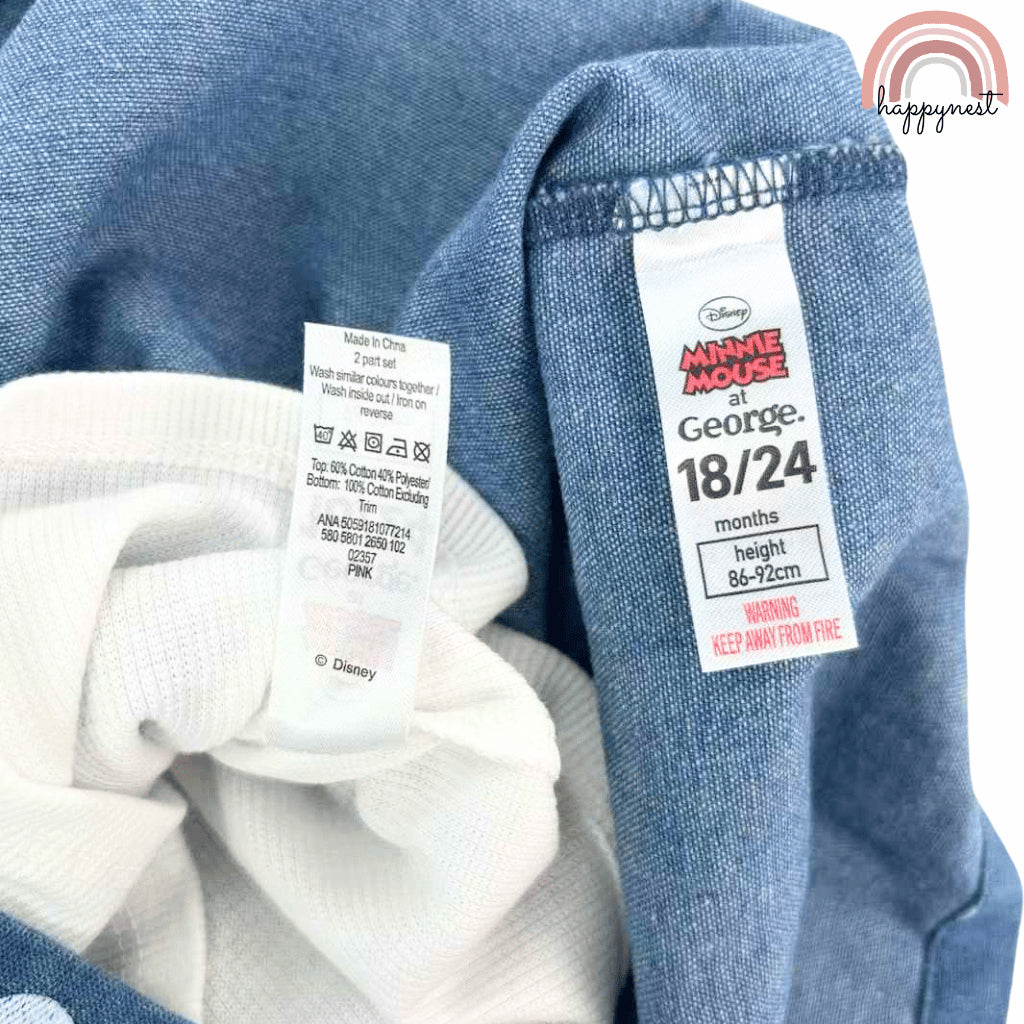 happynest
Made In Chna
2 part set
Wash similar colours together /
Wash inside out / Iron on
reverse
40
Top: 60% Cotton 40% Polyester/
Bottom: 100% Cotton Excluding
Trim
ANA 5059181077214
580 5801 2650 102
02357
PINK
© Disney
Disney
MINNIE
MOUSE
at
George.
18/24
months
height
86-92cm
WARNING
KEEP AWAY FROM FIRE